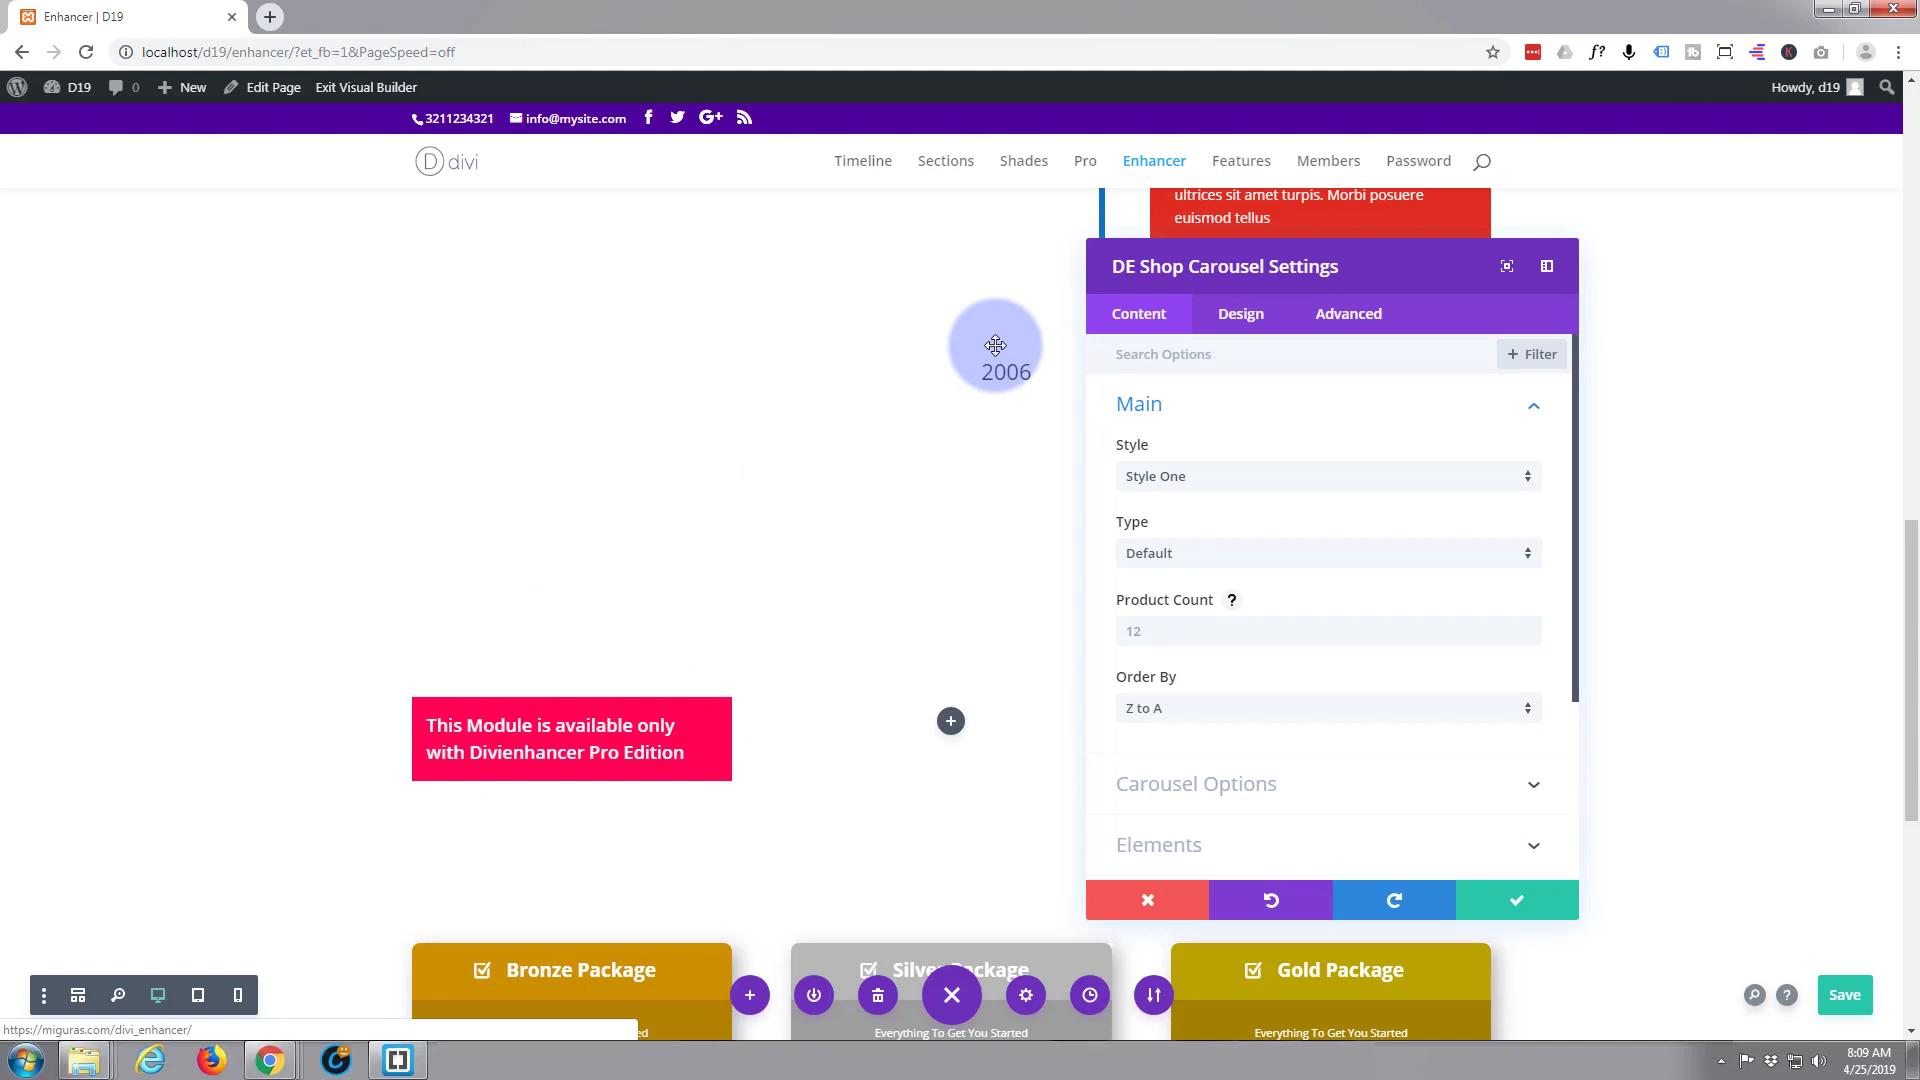 Enhancer | D19
localhost/d19/enhancer/?et_fb=1&PageSpeed=off
D19 0 New Edit Page Exit Visual Builder Howdy, d19
3211234321 info@mysite.com
divi Timeline Sections Shades Pro Enhancer Features Members Password
ultrices sit amet turpis. Morbi posuere
euismod tellus
DE Shop Carousel Settings
Content Design Advanced
Search Options + Filter
2006
Main
Style
Style One
Type
Default
Product Count ?
12
Order By
Z to A
This Module is available only
with Divienhancer Pro Edition
Carousel Options
Elements
Bronze Package Silver Package Gold Package
Save
https://miguras.com/divi_enhancer/ ed Everything To Get You Started Everything To Get You Started
8:09 AM
4/25/2019